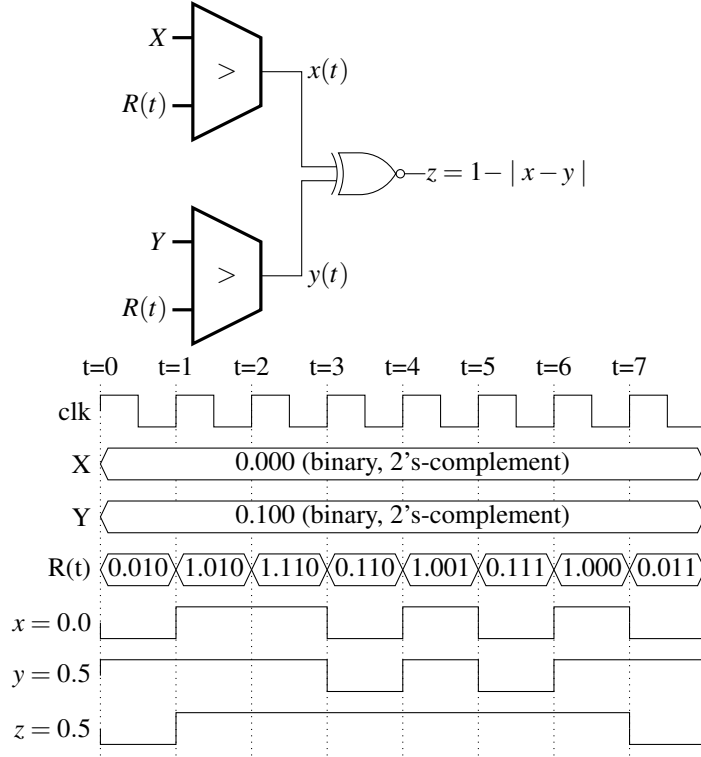 X
>
x(t)
R(t)
z = 1 − | x − y |
Y
>
y(t)
R(t)
t=0 t=1 t=2 t=3 t=4 t=5 t=6 t=7
clk
X 0.000 (binary, 2's-complement)
Y 0.100 (binary, 2's-complement)
R(t) 0.010 1.010 1.110 0.110 1.001 0.111 1.000 0.011
x = 0.0
y = 0.5
z = 0.5